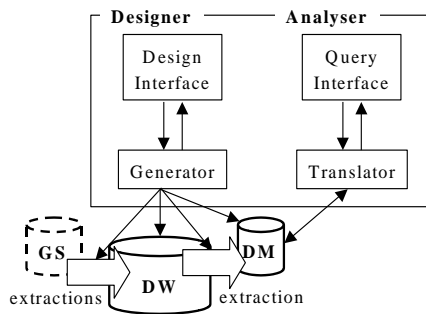 Designer Analyser
Design
Interface
Query
Interface
Generator
Translator
GS
DW
DM
extractions
extraction